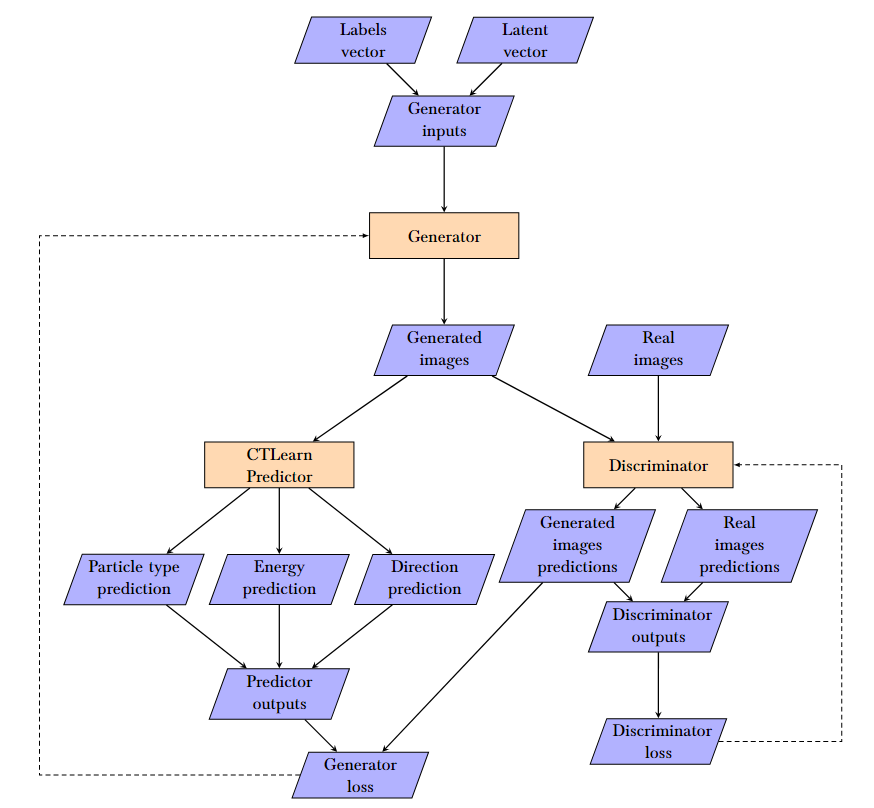 Labels
vector
Latent
vector
Generator
inputs
Generator
Generated
images
Real
images
CTLearn
Predictor
Discriminator
Generated
images
predictions
Real
images
predictions
Particle type
prediction
Energy
prediction
Direction
prediction
Discriminator
outputs
Predictor
outputs
Discriminator
loss
Generator
loss